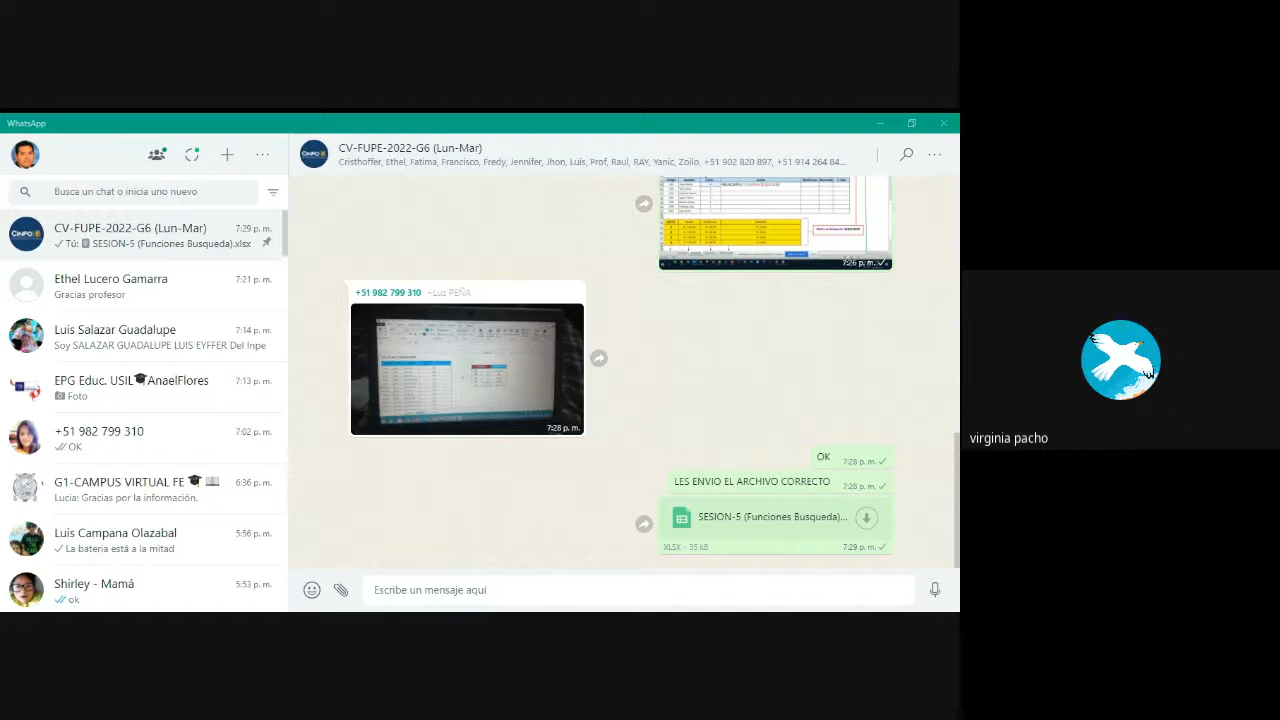 WhatsApp
CV-FUPE-2022-G6 (Lun-Mar)
Cristhoffer, Ethel, Fatima, Francisco, Fredy, Jennifer, Jhon, Luis, Prof, Raul, RAY, Yanic, Zoilo, +51 902 820 897, +51 914 264 84...
Busca un chat o inicia uno nuevo
CV-FUPE-2022-G6 (Lun-Mar) 7:29 p. m.
Tú: SESION-5 (Funciones Busqueda).xlsx
Ethel Lucero Gamarra 7:21 p. m.
Gracias profesor
Luis Salazar Guadalupe 7:14 p. m.
Soy SALAZAR GUADALUPE LUIS EYFFER Del Inpe
EPG Educ. USIL🎓AnaelFlores 7:13 p. m.
Foto
+51 982 799 310 7:02 p. m.
OK
G1-CAMPUS VIRTUAL FE 🎓 📖 6:36 p. m.
Lucia: Gracias por la información.
Luis Campana Olazabal 5:56 p. m.
La bateria está a la mitad
Shirley - Mamá 5:53 p. m.
ok
7:26 p. m.
+51 982 799 310 ~Luz PEÑA
7:28 p. m.
OK 7:28 p. m.
LES ENVIO EL ARCHIVO CORRECTO 7:28 p. m.
SESION-5 (Funciones Busqueda)...
XLSX • 35 kB 7:29 p. m.
Escribe un mensaje aquí
virginia pacho